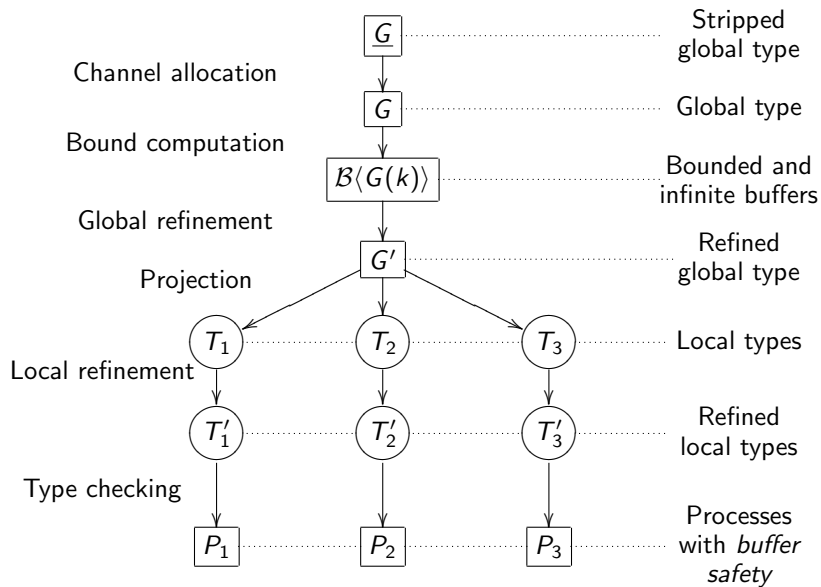 G̲
Stripped
global type
Channel allocation
G
Global type
Bound computation
ℬ⟨G(k)⟩
Bounded and
infinite buffers
Global refinement
G′
Refined
global type
Projection
T₁
T₂
T₃
Local types
Local refinement
T′₁
T′₂
T′₃
Refined
local types
Type checking
P₁
P₂
P₃
Processes
with buffer
safety